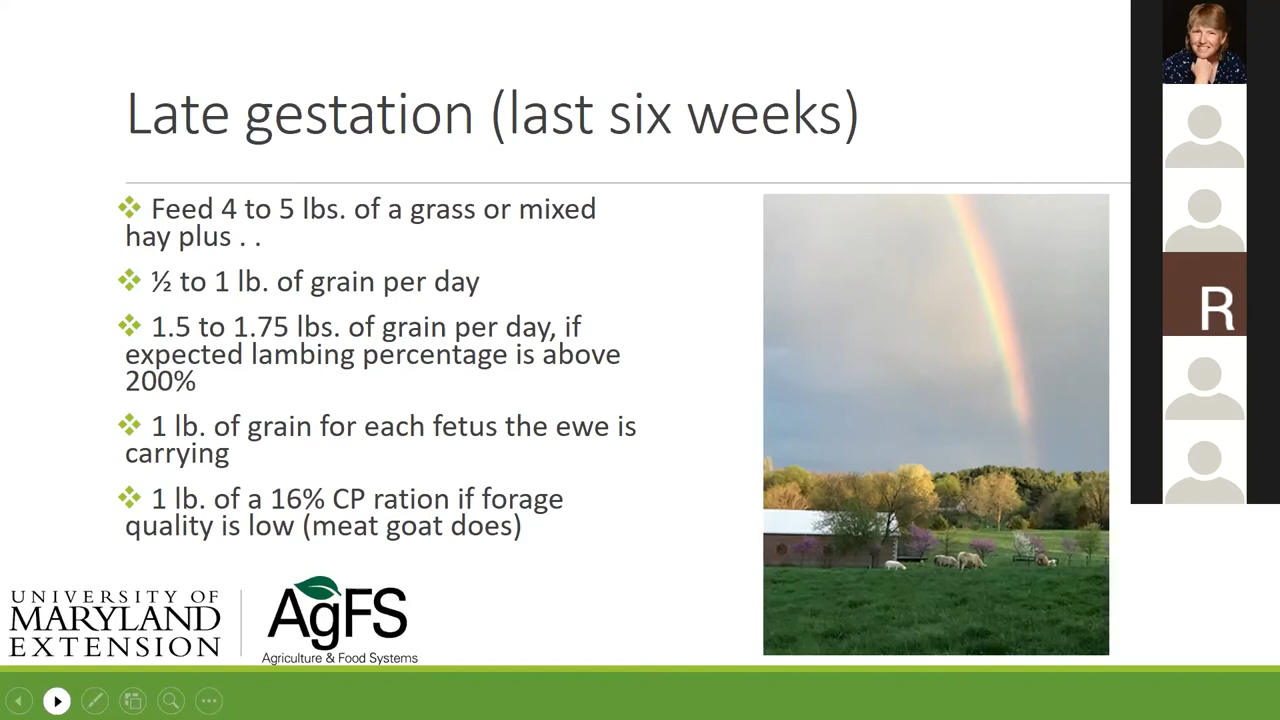 Late gestation (last six weeks)
❖ Feed 4 to 5 lbs. of a grass or mixed
hay plus . .
❖ ½ to 1 lb. of grain per day
❖ 1.5 to 1.75 lbs. of grain per day, if
expected lambing percentage is above
200%
❖ 1 lb. of grain for each fetus the ewe is
carrying
❖ 1 lb. of a 16% CP ration if forage
quality is low (meat goat does)
UNIVERSITY OF
MARYLAND
EXTENSION
AgFS
Agriculture & Food Systems
R